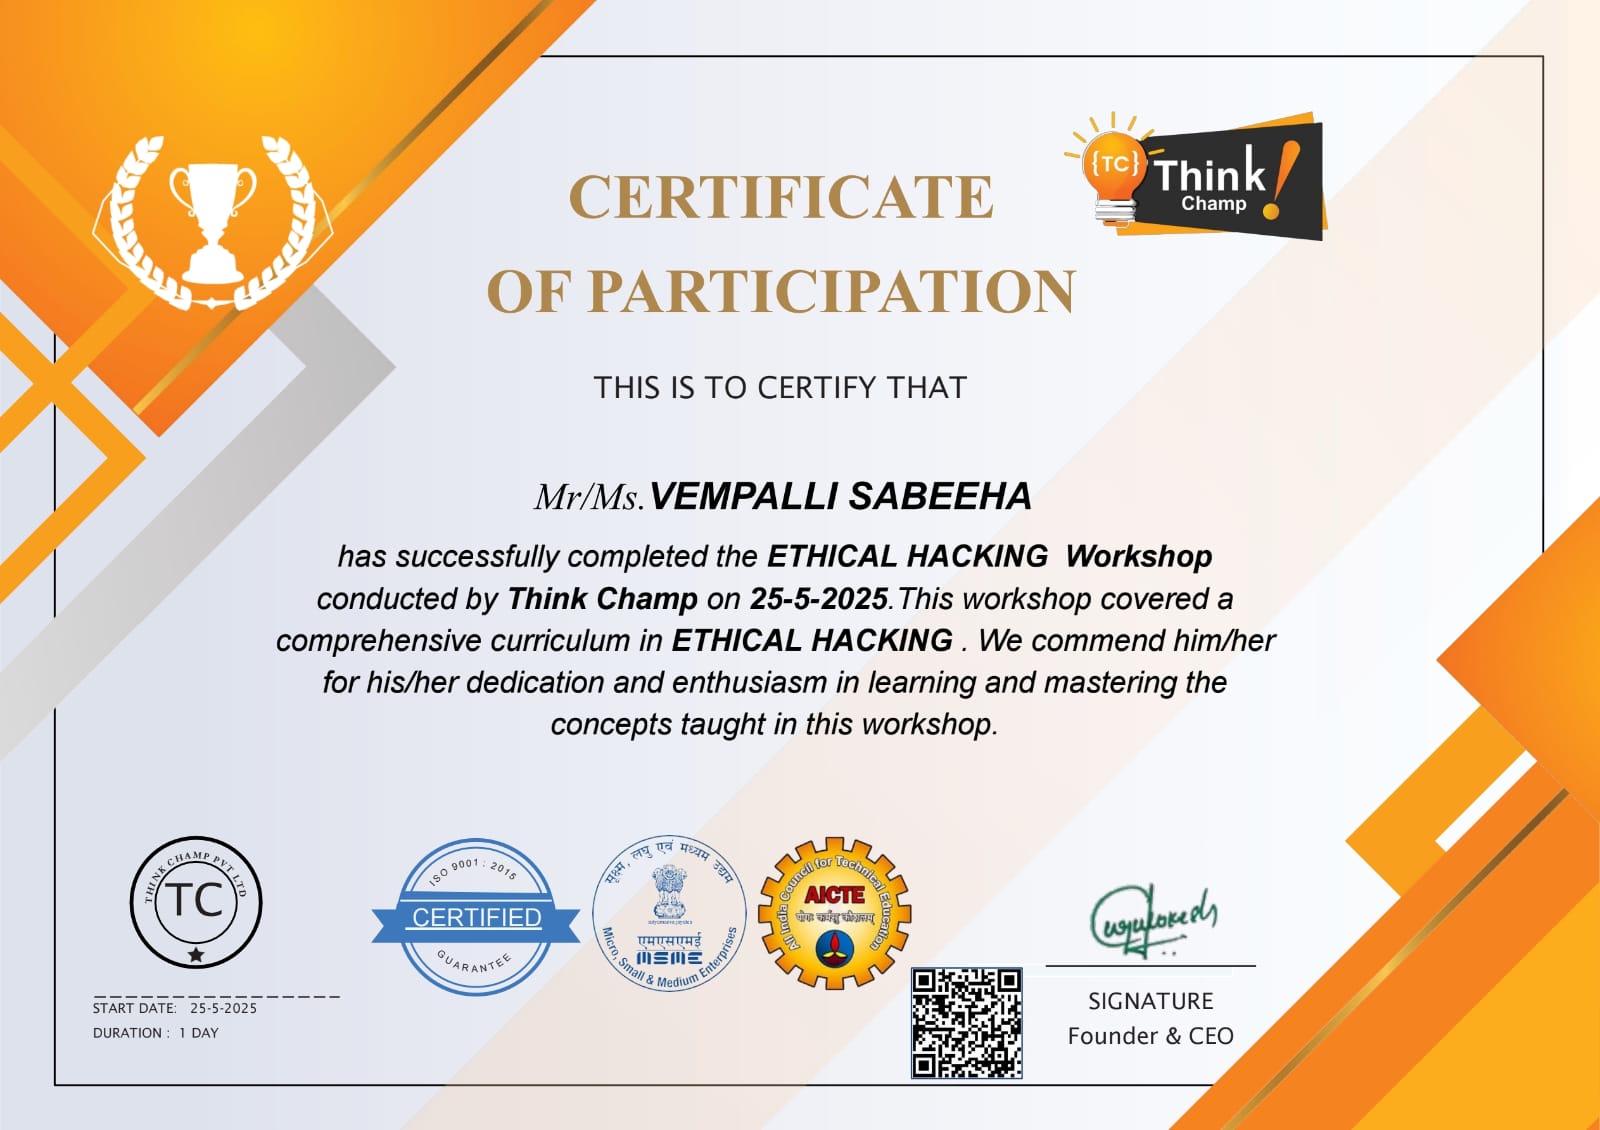 {TC}
Think!
Champ
CERTIFICATE
OF PARTICIPATION
THIS IS TO CERTIFY THAT
Mr/Ms.VEMPALLI SABEEHA
has successfully completed the ETHICAL HACKING Workshop
conducted by Think Champ on 25-5-2025.This workshop covered a
comprehensive curriculum in ETHICAL HACKING . We commend him/her
for his/her dedication and enthusiasm in learning and mastering the
concepts taught in this workshop.
THINK CHAMP PVT LTD
TC
ISO 9001 : 2015
CERTIFIED
GUARANTEE
सूक्ष्म, लघु एवं मध्यम उद्यम
एमएसएमई
MSME
Micro, Small & Medium Enterprises
All India Council for Technical Education
AICTE
योगः कर्मसु कौशलम्
START DATE: 25-5-2025
DURATION : 1 DAY
SIGNATURE
Founder & CEO